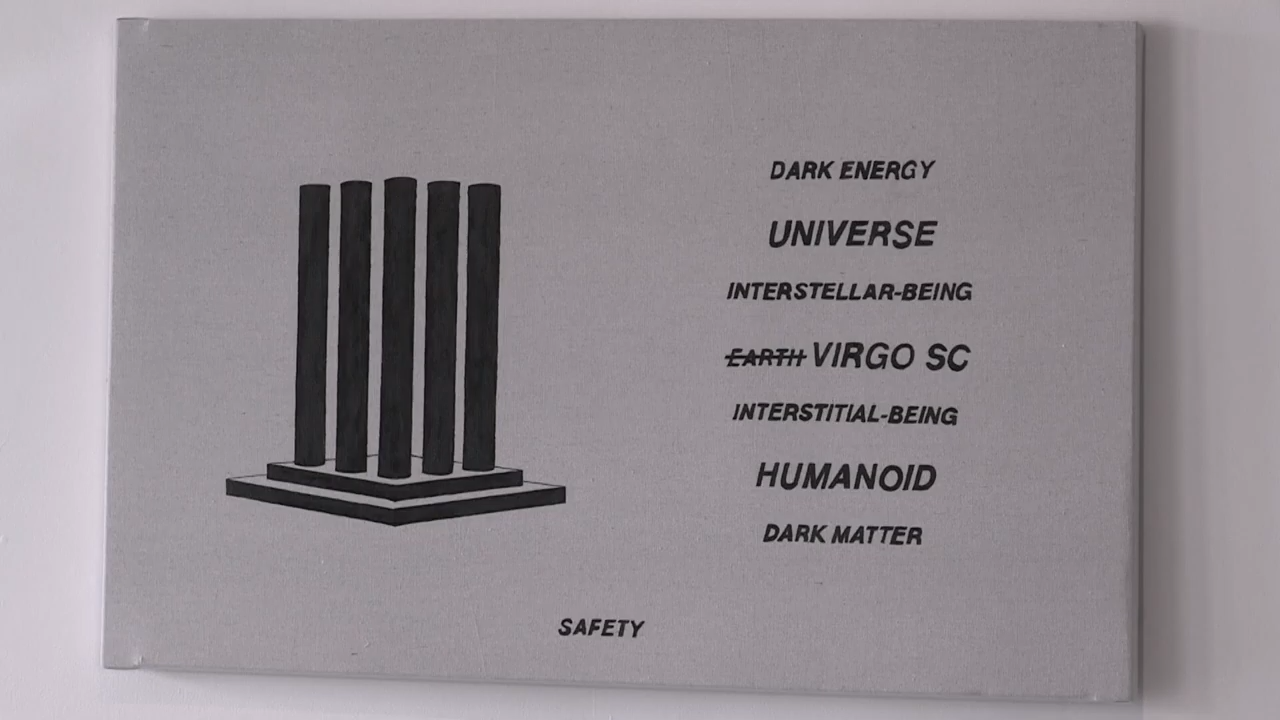 DARK ENERGY
UNIVERSE
INTERSTELLAR-BEING
EARTH VIRGO SC
INTERSTITIAL-BEING
HUMANOID
DARK MATTER
SAFETY